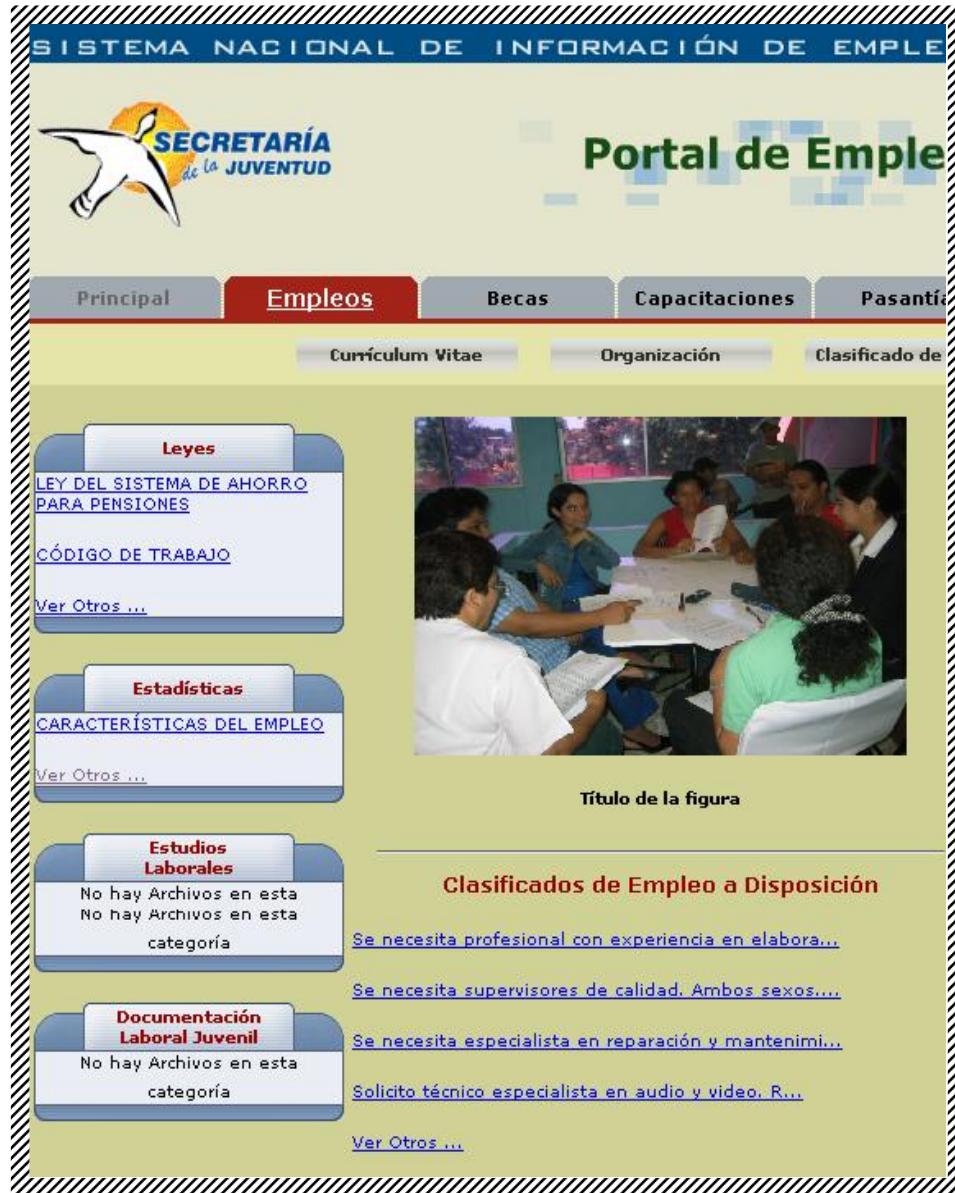 SISTEMA NACIONAL DE INFORMACIÓN DE EMPLE
SECRETARÍA
de la JUVENTUD
Portal de Emple
Principal
Empleos
Becas
Capacitaciones
Pasantía
Currículum Vitae
Organización
Clasificado de
Leyes
LEY DEL SISTEMA DE AHORRO
PARA PENSIONES
CÓDIGO DE TRABAJO
Ver Otros ...
Estadísticas
CARACTERÍSTICAS DEL EMPLEO
Ver Otros ...
Estudios
Laborales
No hay Archivos en esta
No hay Archivos en esta
categoría
Documentación
Laboral Juvenil
No hay Archivos en esta
categoría
Título de la figura
Clasificados de Empleo a Disposición
Se necesita profesional con experiencia en elabora...
Se necesita supervisores de calidad. Ambos sexos....
Se necesita especialista en reparación y mantenimi...
Solicito técnico especialista en audio y video. R...
Ver Otros ...